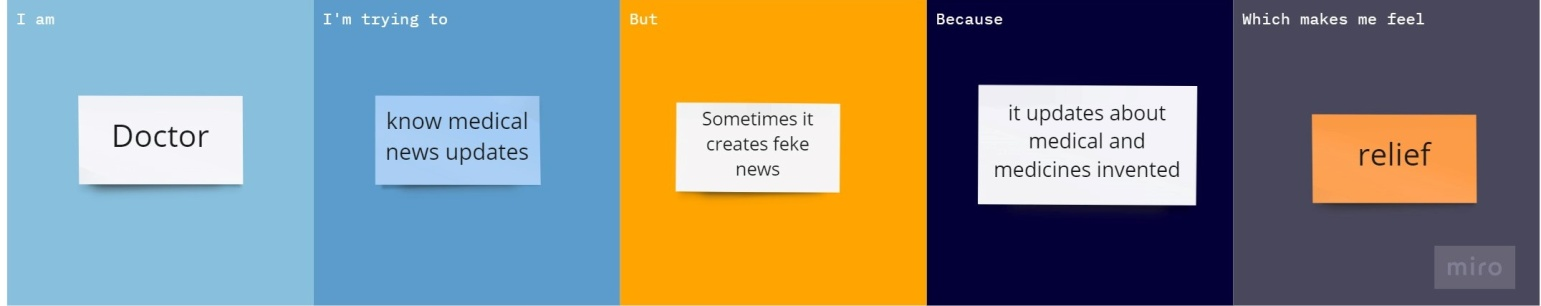 I am
Doctor
I'm trying to
know medical
news updates
But
Sometimes it
creates feke
news
Because
it updates about
medical and
medicines invented
Which makes me feel
relief
miro